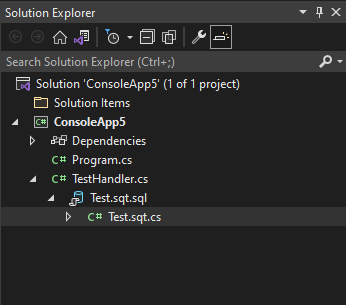 Solution Explorer
Search Solution Explorer (Ctrl+;)
Solution 'ConsoleApp5' (1 of 1 project)
Solution Items
C# ConsoleApp5
Dependencies
C# Program.cs
C# TestHandler.cs
Test.sqt.sql
C# Test.sqt.cs